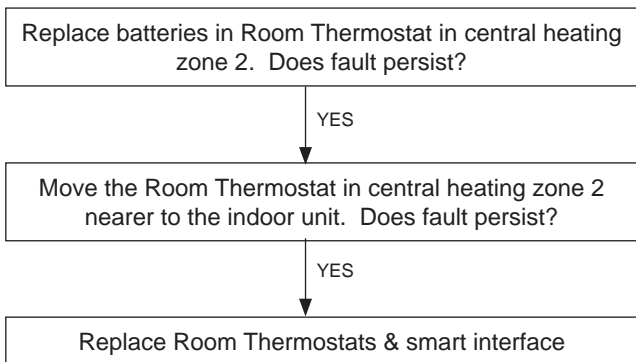 Replace batteries in Room Thermostat in central heating
zone 2. Does fault persist?
YES
Move the Room Thermostat in central heating zone 2
nearer to the indoor unit. Does fault persist?
YES
Replace Room Thermostats & smart interface